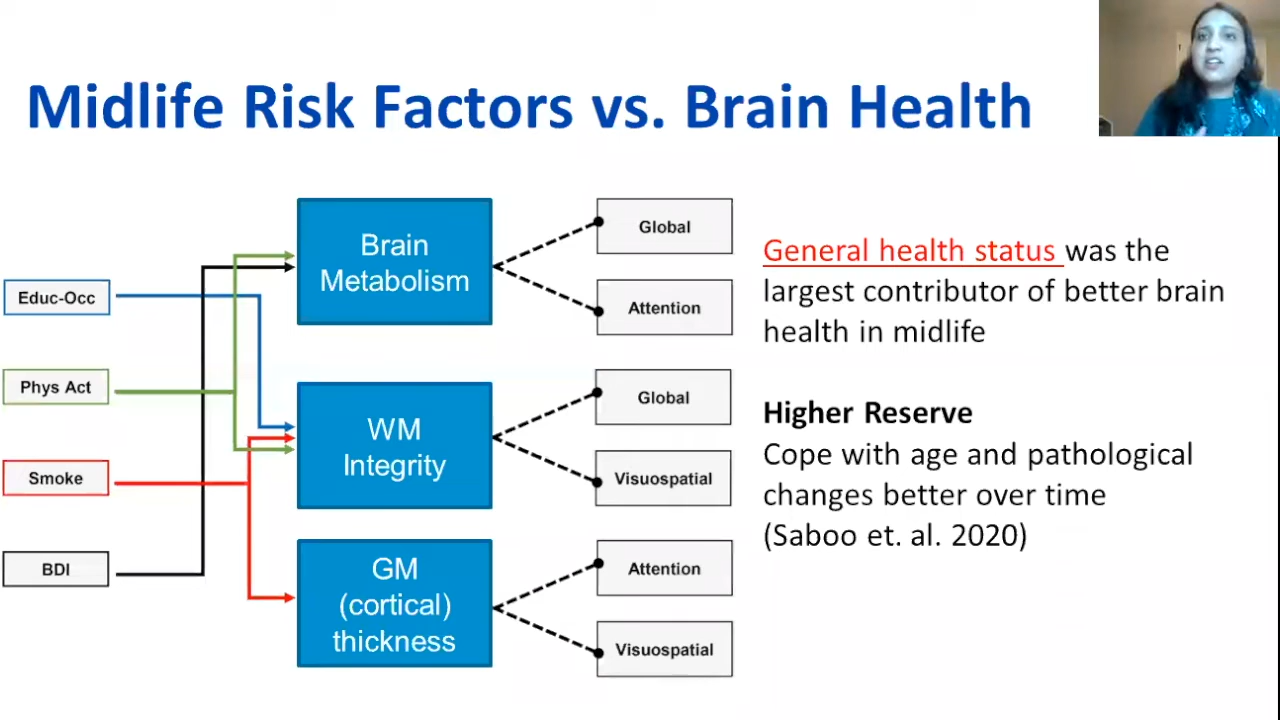 Midlife Risk Factors vs. Brain Health
Educ-Occ
Phys Act
Smoke
BDI
Brain
Metabolism
WM
Integrity
GM
(cortical)
thickness
Global
Attention
Global
Visuospatial
Attention
Visuospatial
General health status was the
largest contributor of better brain
health in midlife
Higher Reserve
Cope with age and pathological
changes better over time
(Saboo et. al. 2020)